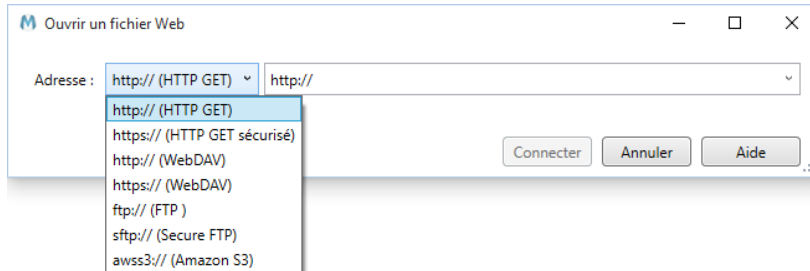 Ouvrir un fichier Web
Adresse : http:// (HTTP GET) http://
http:// (HTTP GET)
https:// (HTTP GET sécurisé)
http:// (WebDAV)
https:// (WebDAV)
ftp:// (FTP )
sftp:// (Secure FTP)
awss3:// (Amazon S3)
Connecter Annuler Aide